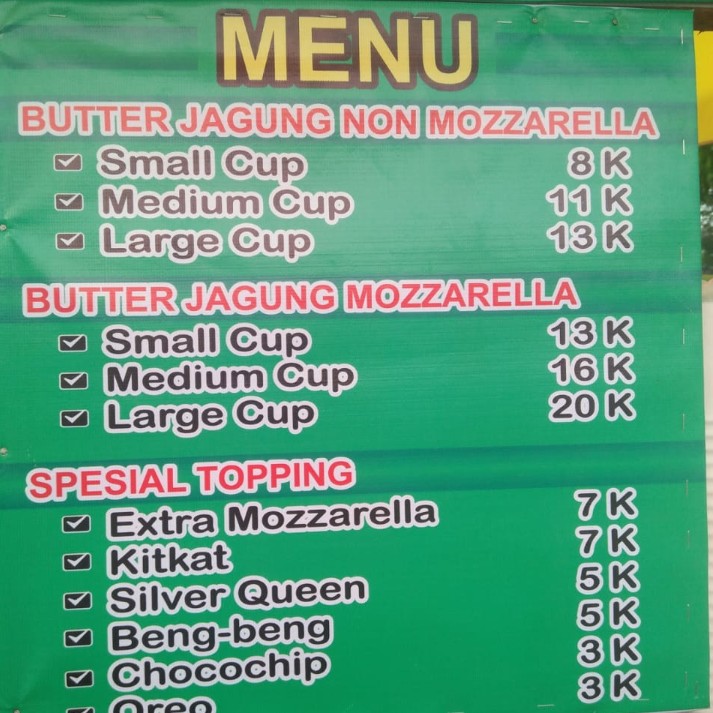 MENU
BUTTER JAGUNG NON MOZZARELLA
Small Cup 8 K
Medium Cup 11 K
Large Cup 13 K
BUTTER JAGUNG MOZZARELLA
Small Cup 13 K
Medium Cup 16 K
Large Cup 20 K
SPESIAL TOPPING
Extra Mozzarella 7 K
Kitkat 7 K
Silver Queen 5 K
Beng-beng 5 K
Chocochip 3 K
Oreo 3 K